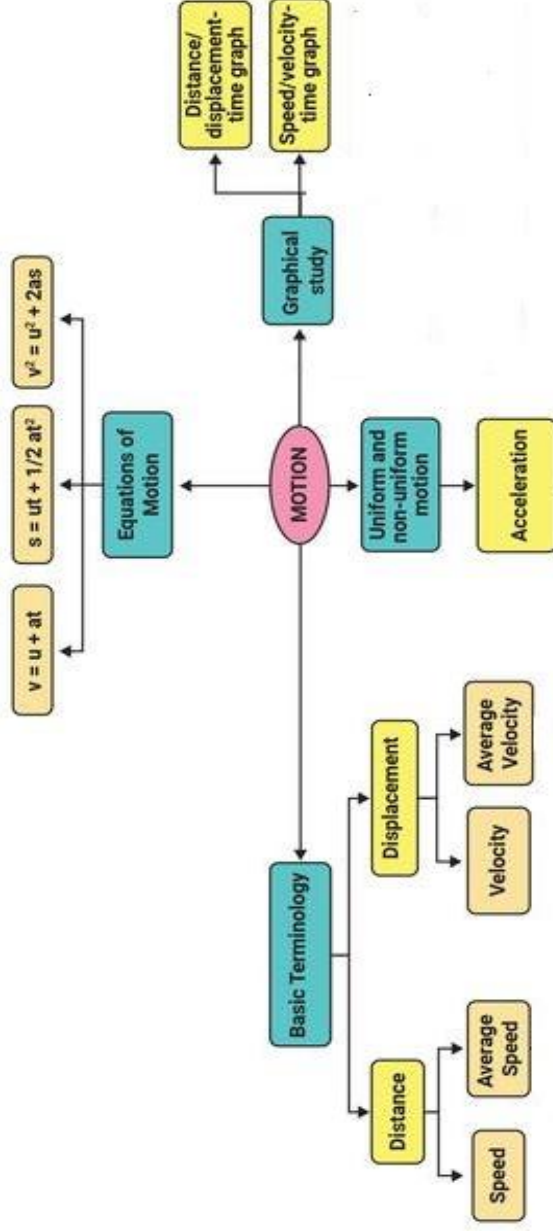 v = u + at
s = ut + 1/2 at²
v² = u² + 2as
Equations of
Motion
Distance/
displacement-
time graph
Speed/velocity-
time graph
Graphical
study
MOTION
Basic Terminology
Uniform and
non-uniform
motion
Acceleration
Distance
Displacement
Speed
Average
Speed
Velocity
Average
Velocity